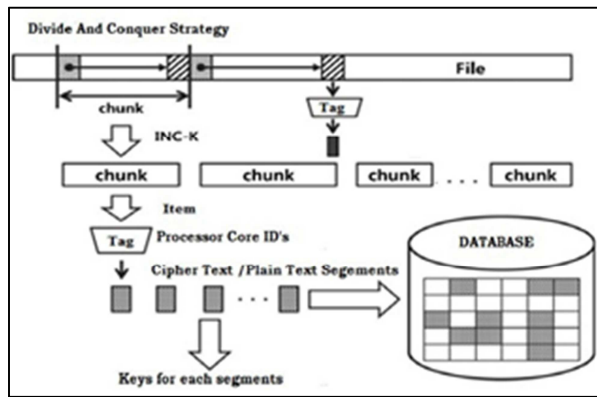 Divide And Conquer Strategy
File
chunk
Tag
INC-K
chunk chunk chunk . . . chunk
Item
Tag
Processor Core ID's
DATABASE
Cipher Text /Plain Text Segements
. . .
Keys for each segments